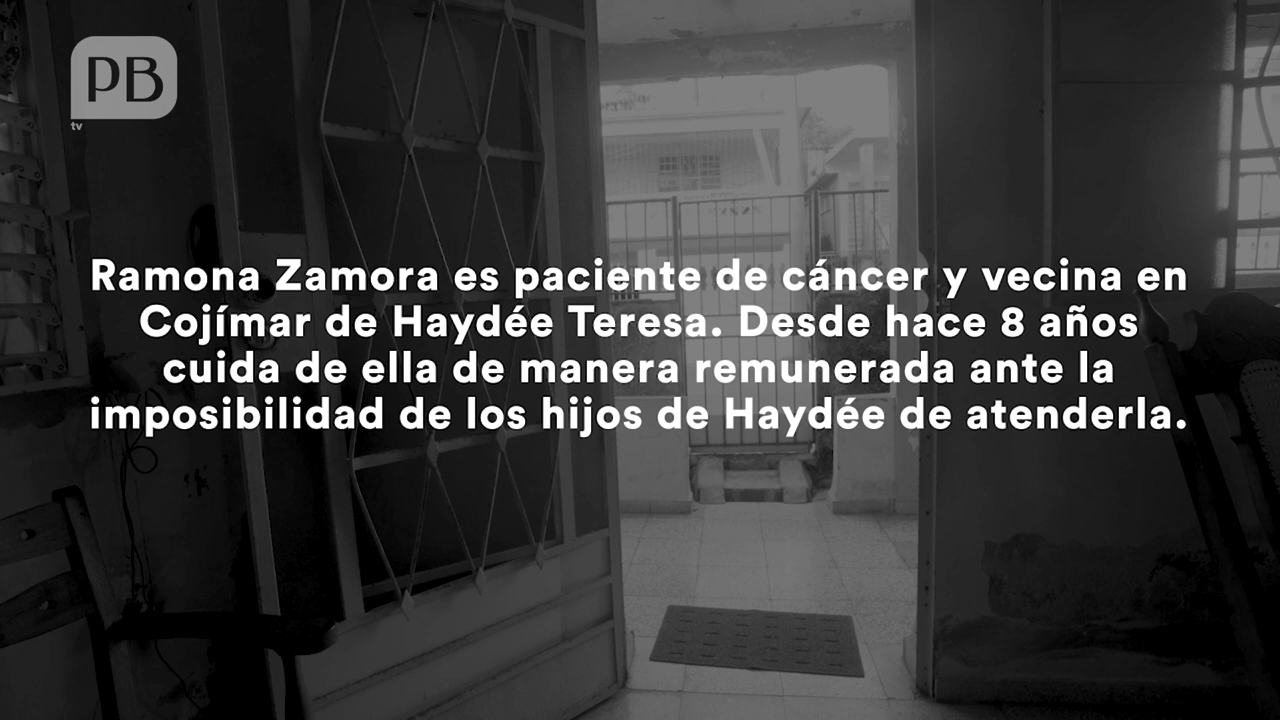 PB
tv
Ramona Zamora es paciente de cáncer y vecina en
Cojímar de Haydée Teresa. Desde hace 8 años
cuida de ella de manera remunerada ante la
imposibilidad de los hijos de Haydée de atenderla.